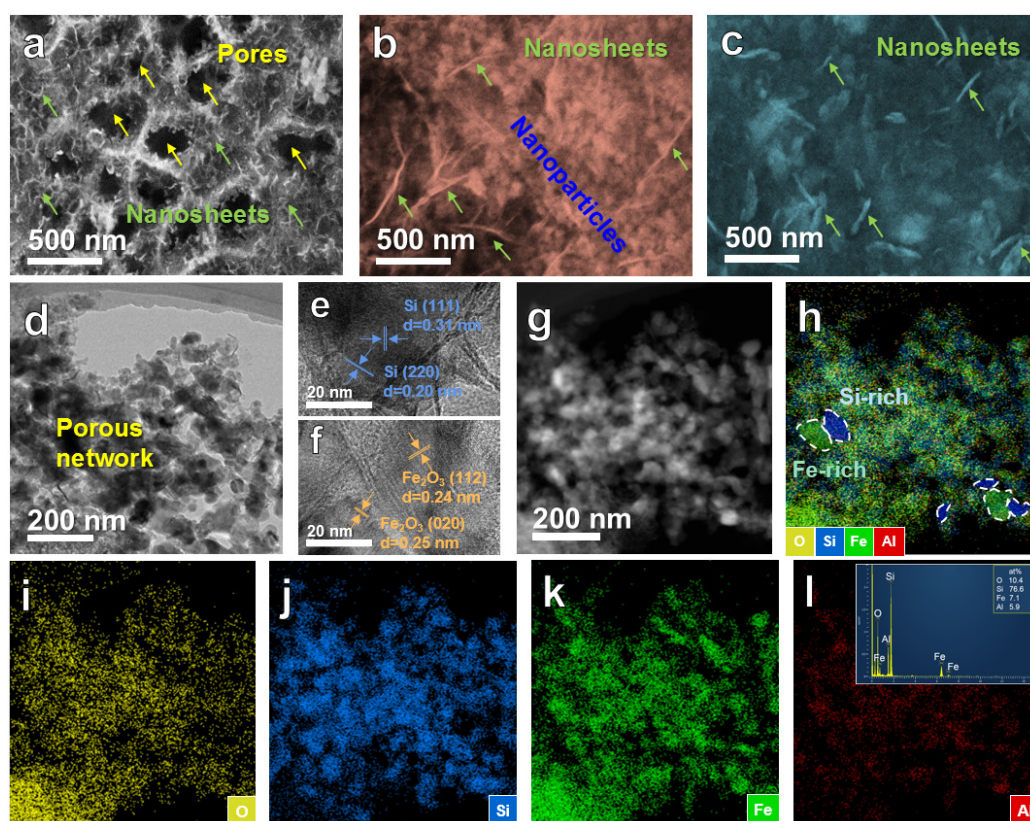 a
Pores
Nanosheets
500 nm
b
Nanosheets
Nanoparticles
500 nm
c
Nanosheets
500 nm
d
Porous
network
200 nm
e
Si (111)
d=0.31 nm
Si (220)
d=0.20 nm
20 nm
f
Fe₂O₃ (112)
d=0.24 nm
Fe₂O₃ (020)
d=0.25 nm
20 nm
g
200 nm
h
Si-rich
Fe-rich
O Si Fe Al
i
O
j
Si
k
Fe
l
at%
O 10.4
Si 76.6
Fe 7.1
Al 5.9
Si
O
Al
Fe
Fe
Fe
Al